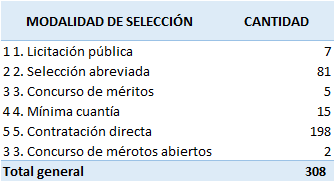 MODALIDAD DE SELECCIÓN CANTIDAD
1 1. Licitación pública 7
2 2. Selección abreviada 81
3 3. Concurso de méritos 5
4 4. Mínima cuantía 15
5 5. Contratación directa 198
3 3. Concurso de mérotos abiertos 2
Total general 308